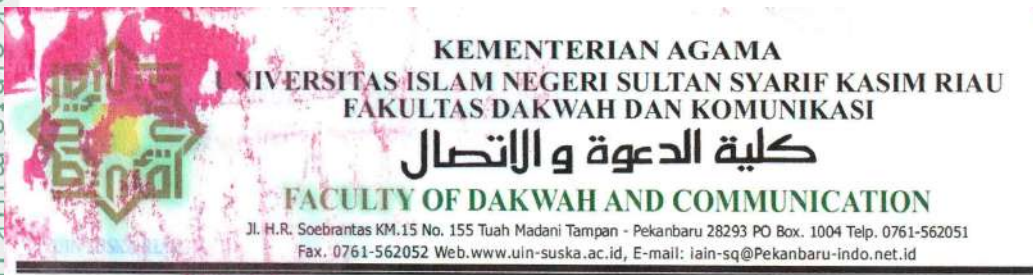 KEMENTERIAN AGAMA
UNIVERSITAS ISLAM NEGERI SULTAN SYARIF KASIM RIAU
FAKULTAS DAKWAH DAN KOMUNIKASI
كلية الدعوة و الاتصال
FACULTY OF DAKWAH AND COMMUNICATION
Jl. H.R. Soebrantas KM.15 No. 155 Tuah Madani Tampan - Pekanbaru 28293 PO Box. 1004 Telp. 0761-562051
Fax. 0761-562052 Web.www.uin-suska.ac.id, E-mail: iain-sq@Pekanbaru-indo.net.id
UIN SUSKA